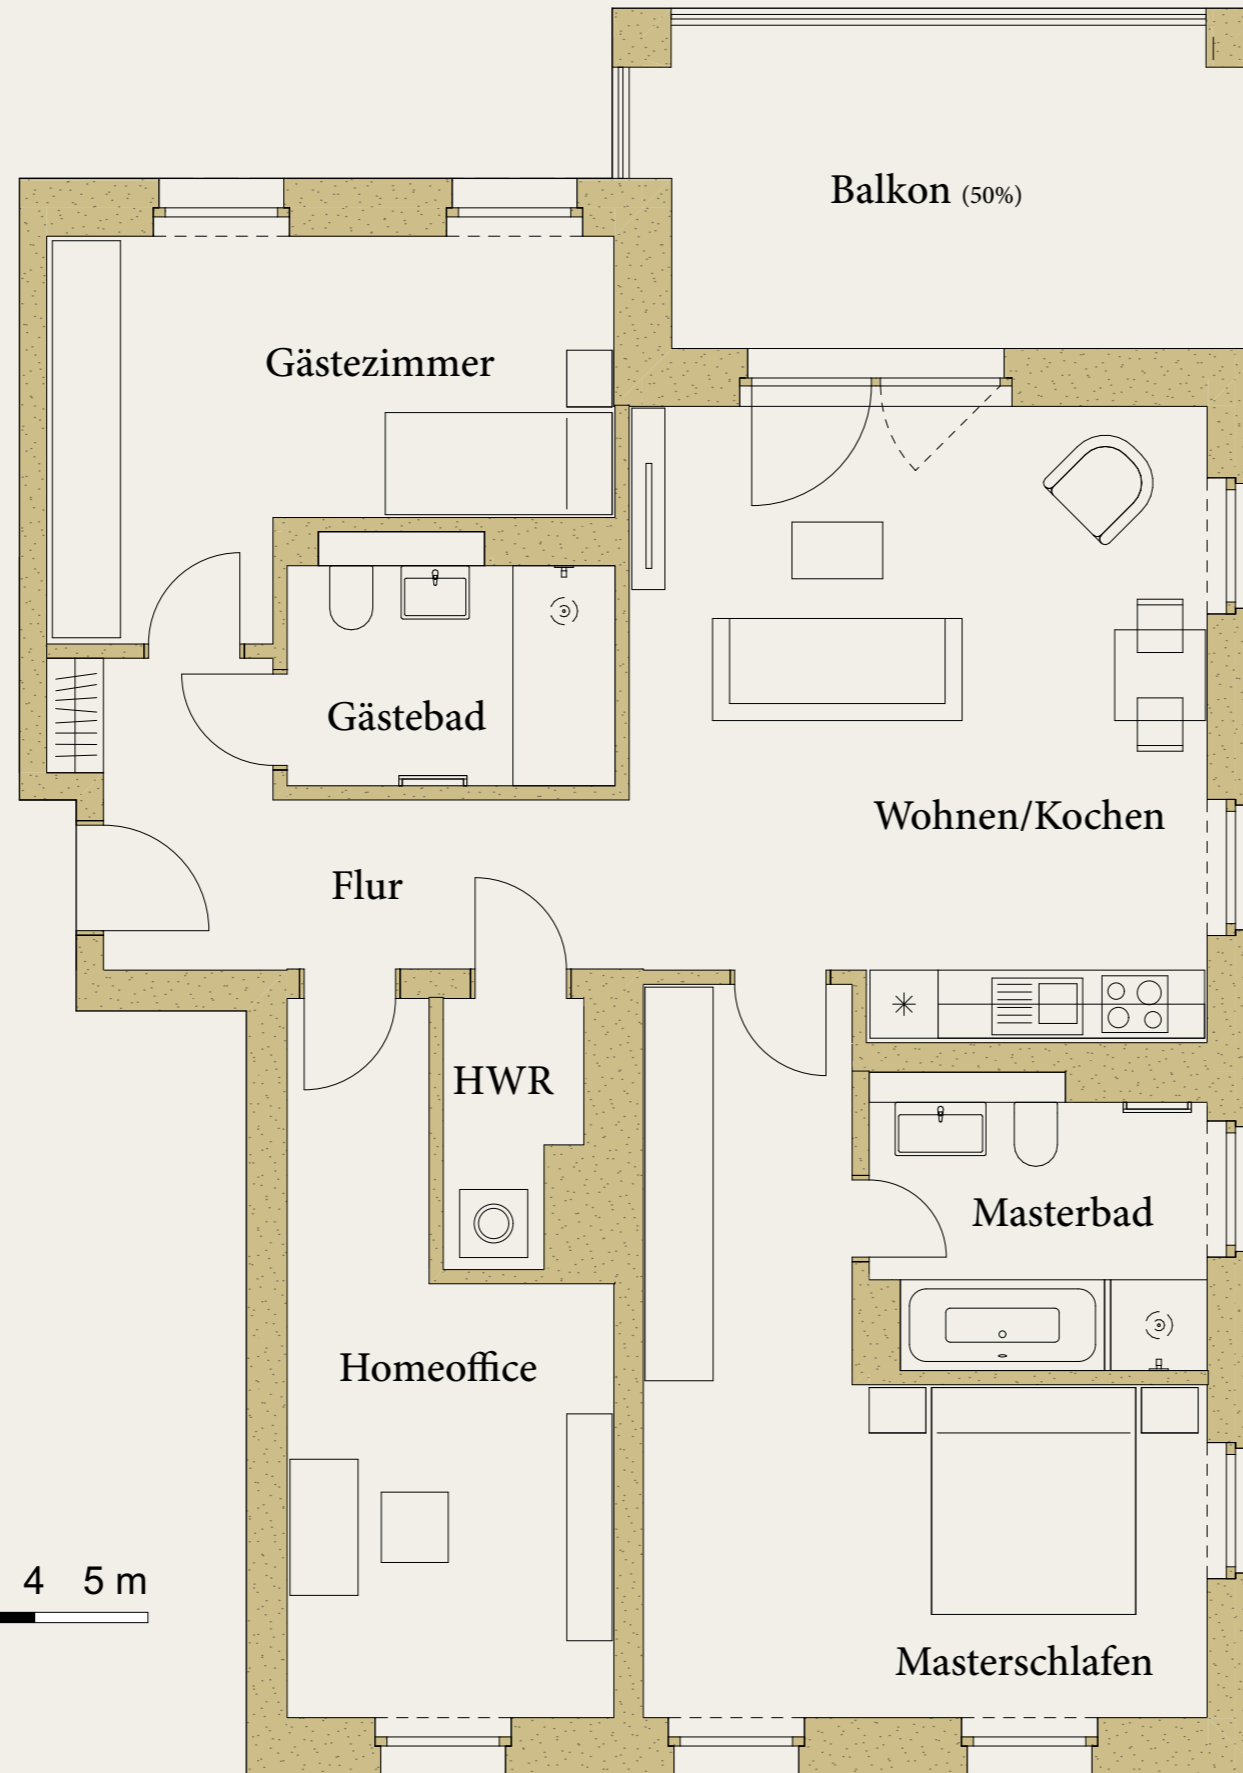 Balkon (50%)
Gästezimmer
Gästebad
Wohnen/Kochen
Flur
HWR
Masterbad
Homeoffice
4 5 m
Masterschlafen